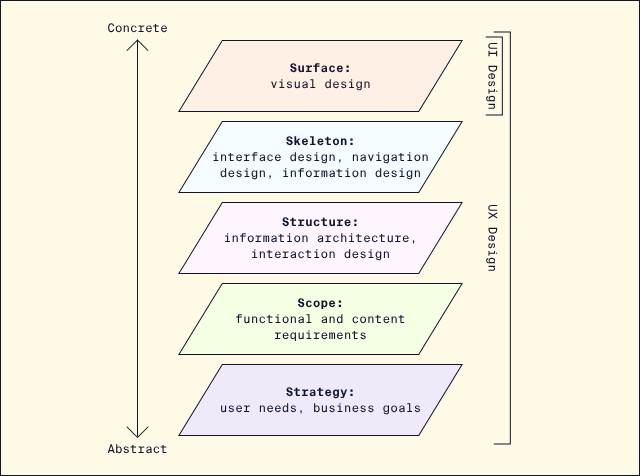 Concrete
Surface:
visual design
UI Design
Skeleton:
interface design, navigation
design, information design
Structure:
information architecture,
interaction design
UX Design
Scope:
functional and content
requirements
Strategy:
user needs, business goals
Abstract